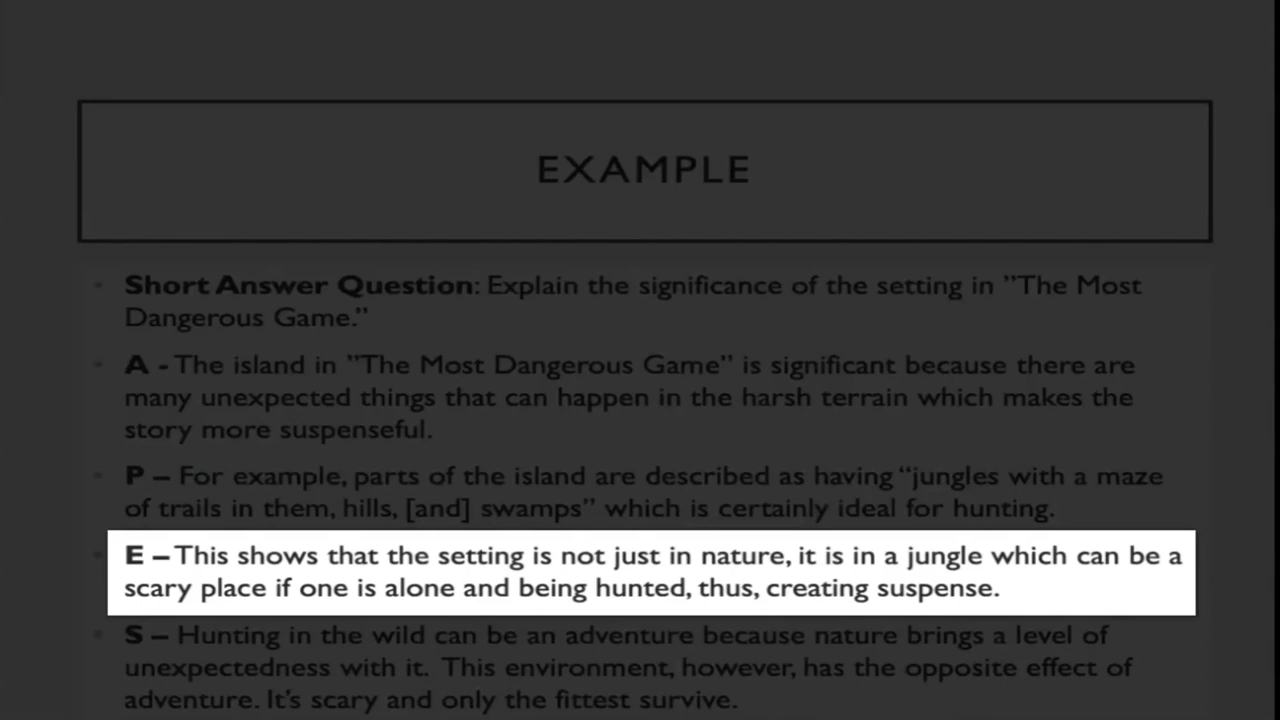 EXAMPLE
Short Answer Question: Explain the significance of the setting in ”The Most
Dangerous Game.”
A - The island in ”The Most Dangerous Game” is significant because there are
many unexpected things that can happen in the harsh terrain which makes the
story more suspenseful.
P – For example, parts of the island are described as having “jungles with a maze
of trails in them, hills, [and] swamps” which is certainly ideal for hunting.
E – This shows that the setting is not just in nature, it is in a jungle which can be a
scary place if one is alone and being hunted, thus, creating suspense.
S – Hunting in the wild can be an adventure because nature brings a level of
unexpectedness with it. This environment, however, has the opposite effect of
adventure. It’s scary and only the fittest survive.